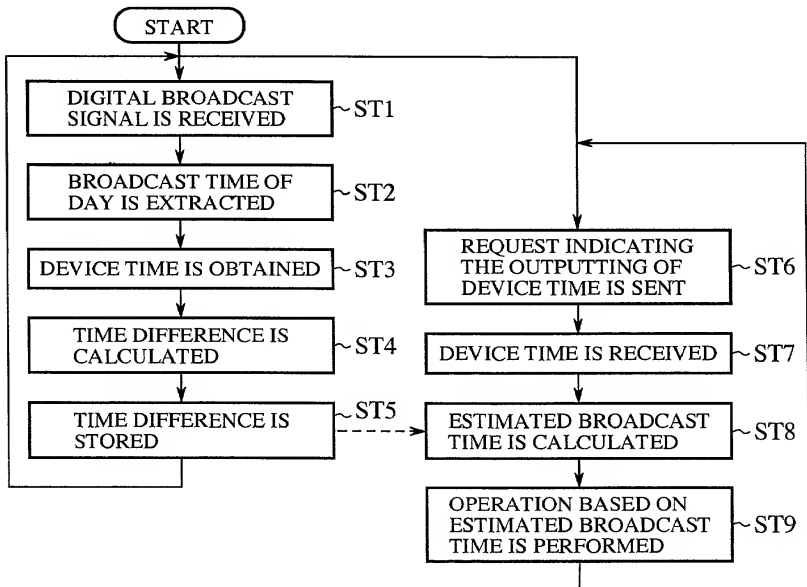 START
DIGITAL BROADCAST
SIGNAL IS RECEIVED
ST1
BROADCAST TIME OF
DAY IS EXTRACTED
ST2
DEVICE TIME IS OBTAINED
ST3
TIME DIFFERENCE IS
CALCULATED
ST4
TIME DIFFERENCE IS
STORED
ST5
REQUEST INDICATING
THE OUTPUTTING OF
DEVICE TIME IS SENT
ST6
DEVICE TIME IS RECEIVED
ST7
ESTIMATED BROADCAST
TIME IS CALCULATED
ST8
OPERATION BASED ON
ESTIMATED BROADCAST
TIME IS PERFORMED
ST9